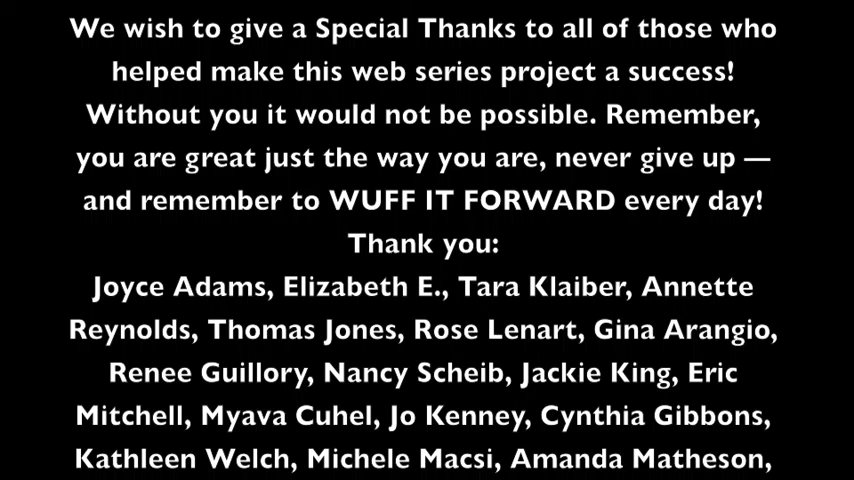 We wish to give a Special Thanks to all of those who
helped make this web series project a success!
Without you it would not be possible. Remember,
you are great just the way you are, never give up —
and remember to WUFF IT FORWARD every day!
Thank you:
Joyce Adams, Elizabeth E., Tara Klaiber, Annette
Reynolds, Thomas Jones, Rose Lenart, Gina Arangio,
Renee Guillory, Nancy Scheib, Jackie King, Eric
Mitchell, Myava Cuhel, Jo Kenney, Cynthia Gibbons,
Kathleen Welch, Michele Macsi, Amanda Matheson,